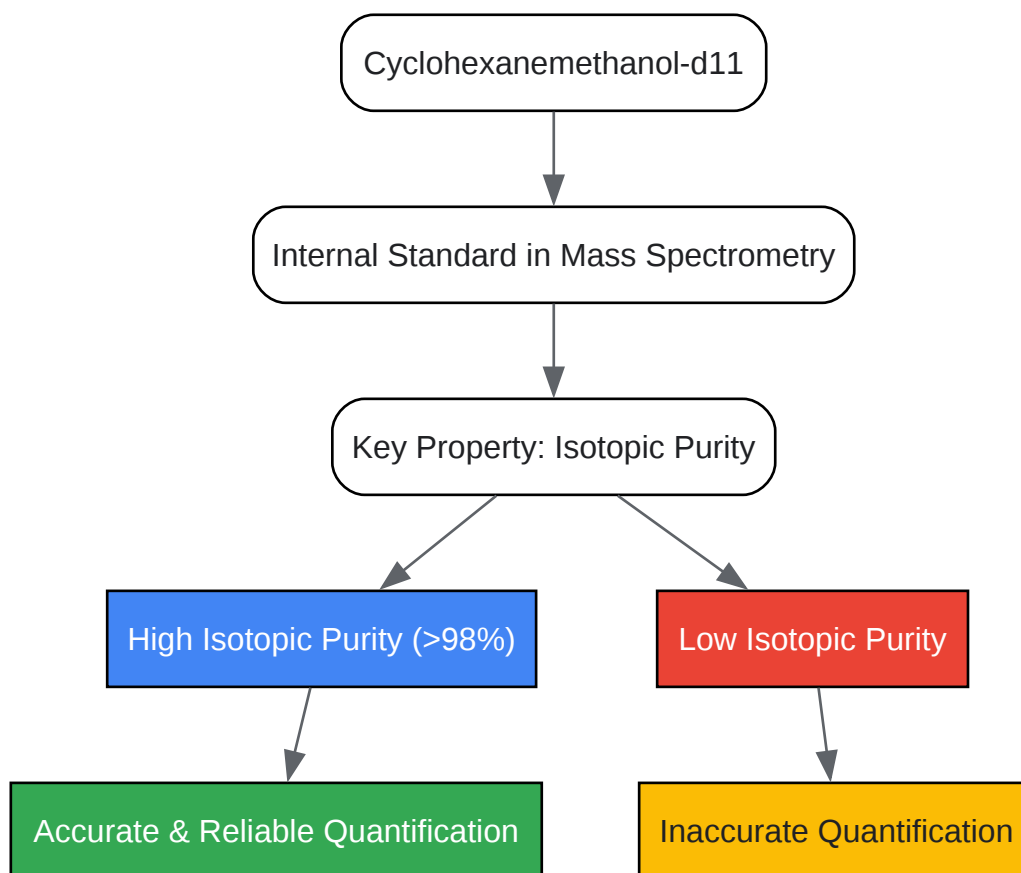 Cyclohexanemethanol-d11
Internal Standard in Mass Spectrometry
Key Property: Isotopic Purity
High Isotopic Purity (>98%)
Low Isotopic Purity
Accurate & Reliable Quantification
Inaccurate Quantification